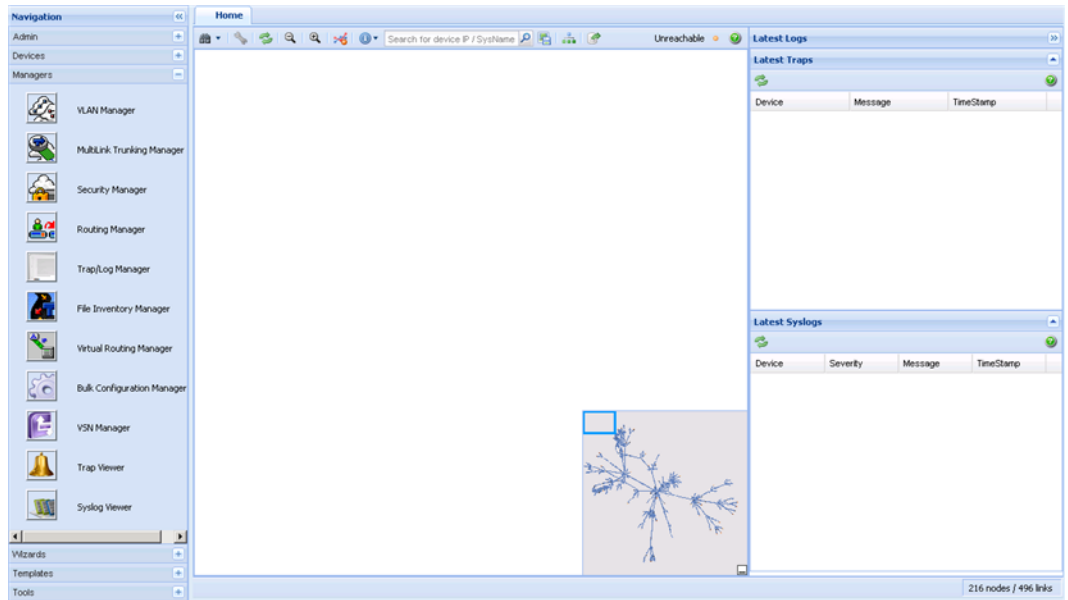 Navigation
Admin
Devices
Managers
VLAN Manager
MultiLink Trunking Manager
Security Manager
Routing Manager
Trap/Log Manager
File Inventory Manager
Virtual Routing Manager
Bulk Configuration Manager
VSN Manager
Trap Viewer
Syslog Viewer
Wizards
Templates
Tools
Home
Search for device IP / SysName
Unreachable
Latest Logs
Latest Traps
Device Message TimeStamp
Latest Syslogs
Device Severity Message TimeStamp
216 nodes / 496 links